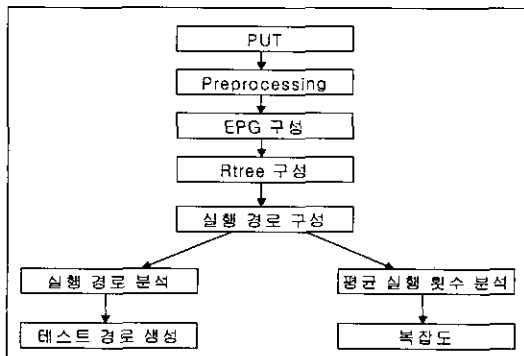 PUT
Preprocessing
EPG 구성
Rtree 구성
실행 경로 구성
실행 경로 분석
평균 실행 횟수 분석
테스트 경로 생성
복잡도